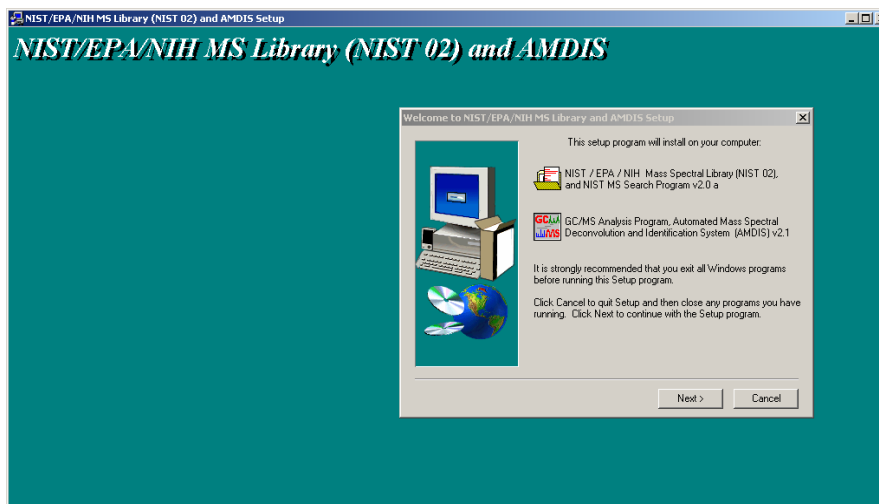 NIST/EPA/NIH MS Library (NIST 02) and AMDIS Setup
NIST/EPA/NIH MS Library (NIST 02) and AMDIS
Welcome to NIST/EPA/NIH MS Library and AMDIS Setup
This setup program will install on your computer:
NIST / EPA / NIH Mass Spectral Library (NIST 02),
and NIST MS Search Program v2.0 a
GC/MS Analysis Program, Automated Mass Spectral
Deconvolution and Identification System (AMDIS) v2.1
GC
MS
It is strongly recommended that you exit all Windows programs
before running this Setup program.
Click Cancel to quit Setup and then close any programs you have
running. Click Next to continue with the Setup program.
Next >
Cancel